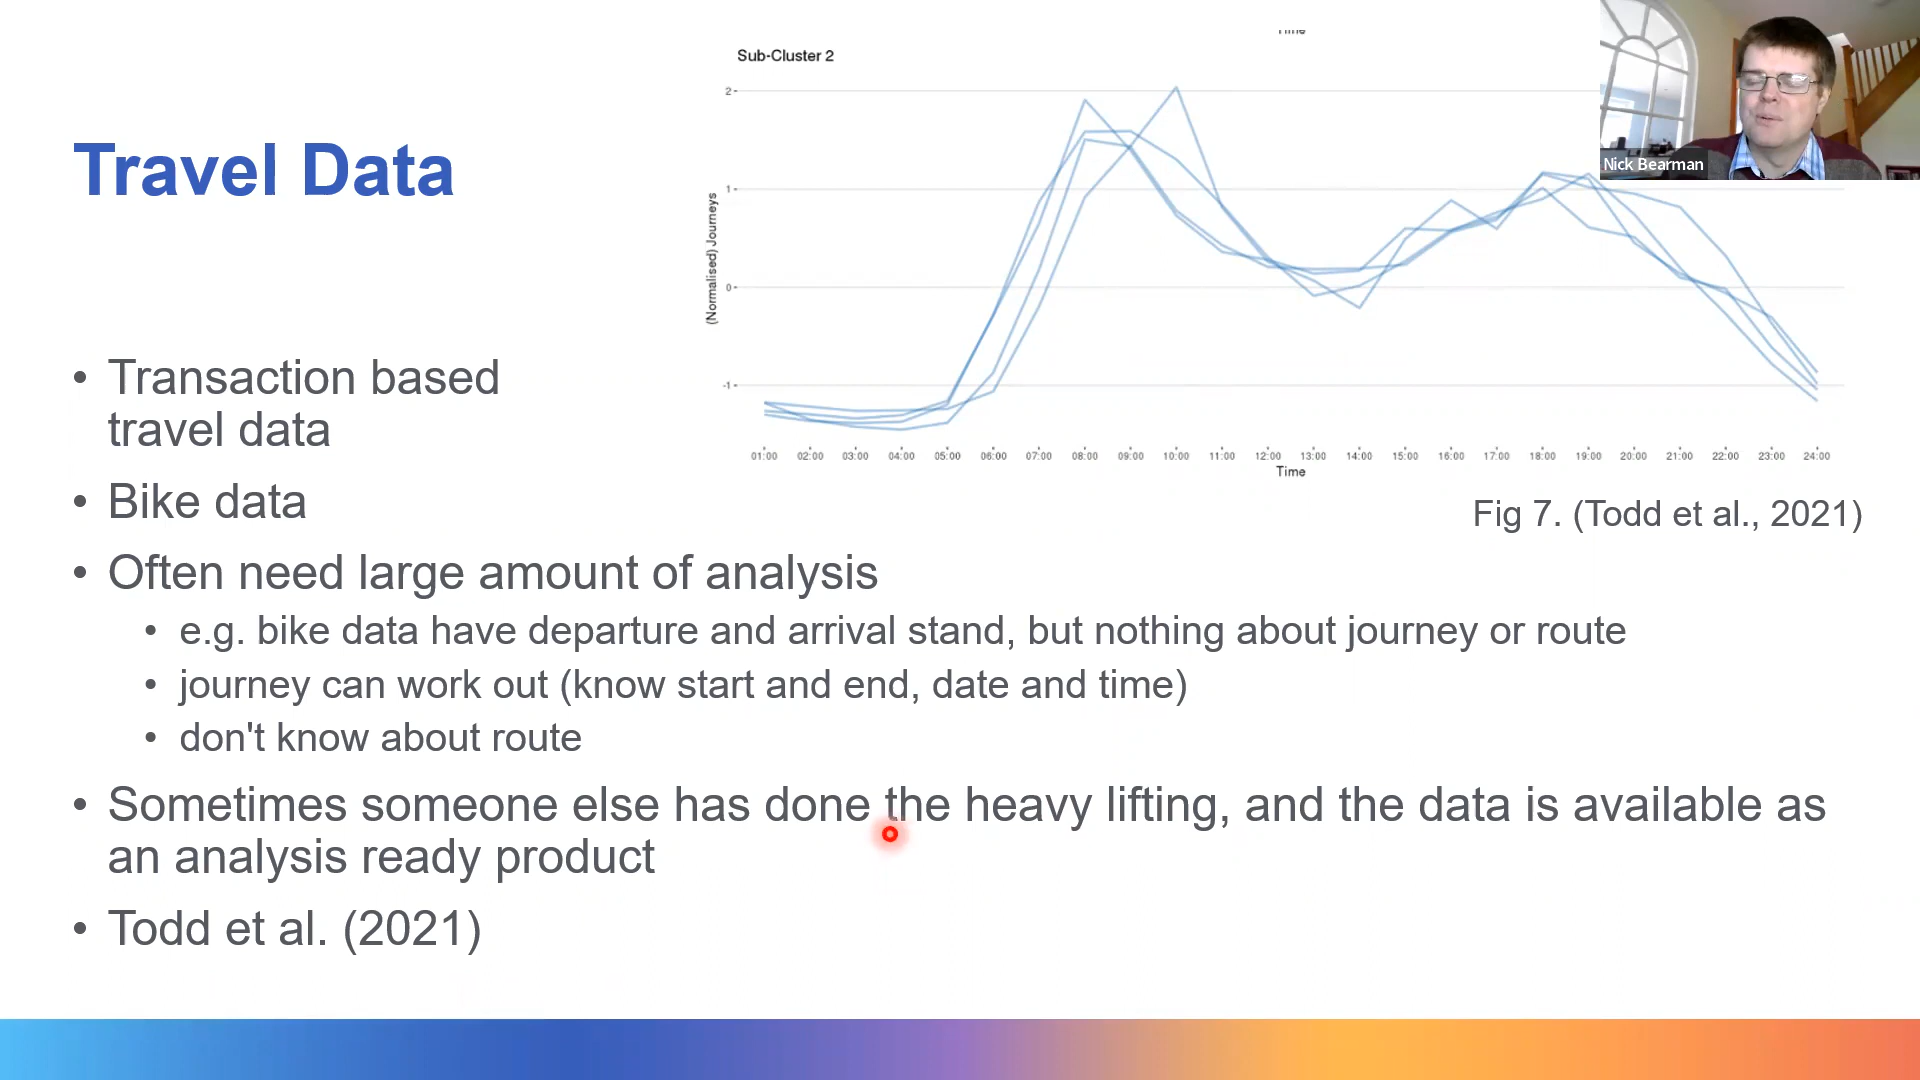 Time
Sub-Cluster 2
2
1
0
-1
(Normalised) Journeys
01:00 02:00 03:00 04:00 05:00 06:00 07:00 08:00 09:00 10:00 11:00 12:00 13:00 14:00 15:00 16:00 17:00 18:00 19:00 20:00 21:00 22:00 23:00 24:00
Time
Nick Bearman
Travel Data
Fig 7. (Todd et al., 2021)
• Transaction based
travel data
• Bike data
• Often need large amount of analysis
• e.g. bike data have departure and arrival stand, but nothing about journey or route
• journey can work out (know start and end, date and time)
• don't know about route
• Sometimes someone else has done the heavy lifting, and the data is available as
an analysis ready product
• Todd et al. (2021)